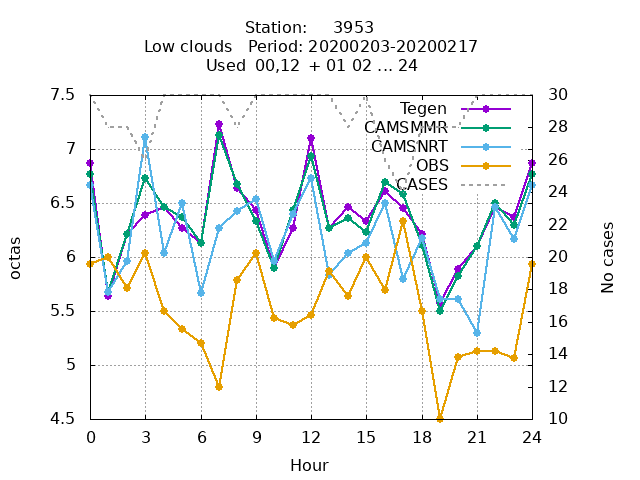 Station: 3953
Low clouds Period: 20200203-20200217
Used 00,12 + 01 02 ... 24
7.5
7
6.5
6
5.5
5
4.5
30
28
26
24
22
20
18
16
14
12
10
Tegen
CAMSMMR
CAMSNRT
OBS
CASES
octas
No cases
0 3 6 9 12 15 18 21 24
Hour